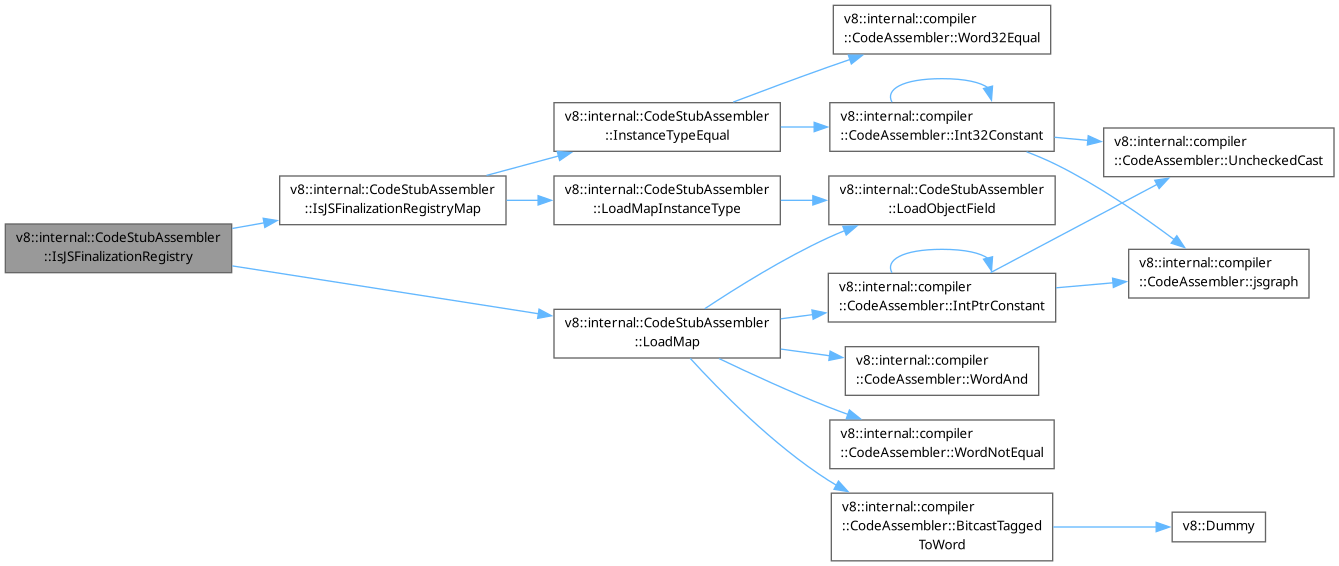 v8::internal::CodeStubAssembler
::IsJSFinalizationRegistry
v8::internal::CodeStubAssembler
::IsJSFinalizationRegistryMap
v8::internal::CodeStubAssembler
::InstanceTypeEqual
v8::internal::CodeStubAssembler
::LoadMapInstanceType
v8::internal::CodeStubAssembler
::LoadMap
v8::internal::compiler
::CodeAssembler::Word32Equal
v8::internal::compiler
::CodeAssembler::Int32Constant
v8::internal::CodeStubAssembler
::LoadObjectField
v8::internal::compiler
::CodeAssembler::IntPtrConstant
v8::internal::compiler
::CodeAssembler::WordAnd
v8::internal::compiler
::CodeAssembler::WordNotEqual
v8::internal::compiler
::CodeAssembler::BitcastTagged
ToWord
v8::internal::compiler
::CodeAssembler::UncheckedCast
v8::internal::compiler
::CodeAssembler::jsgraph
v8::Dummy